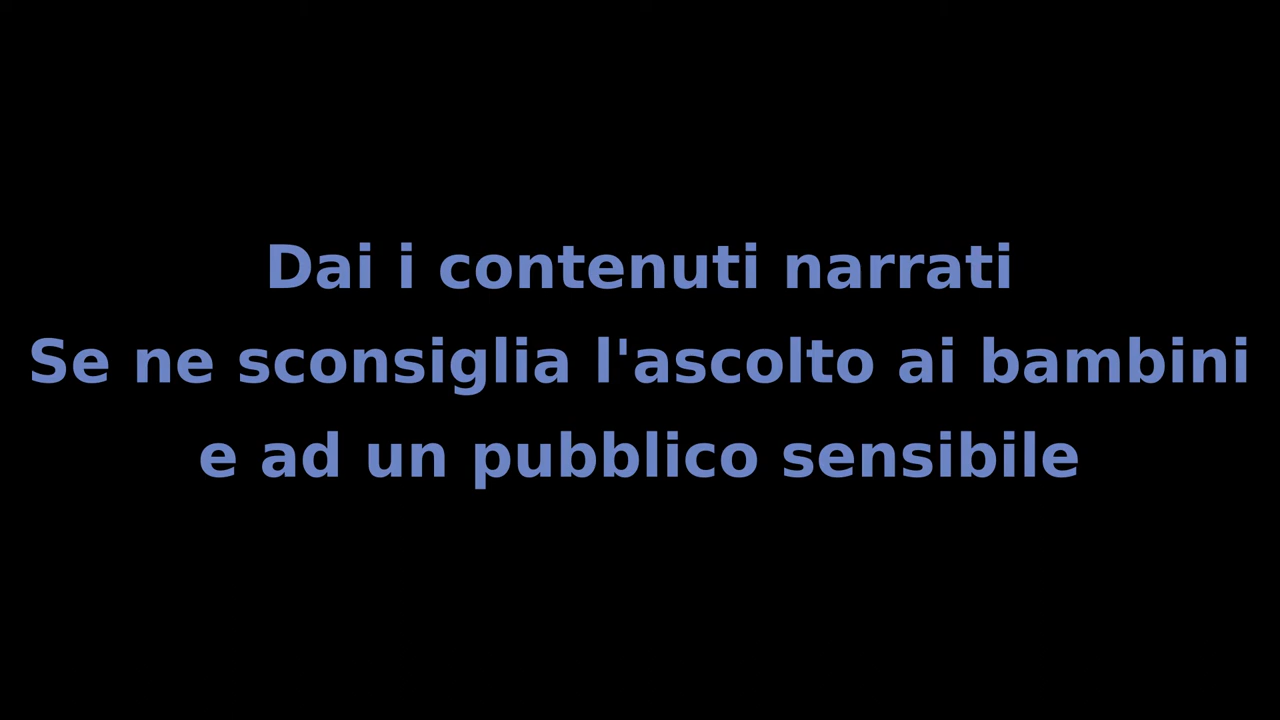 Dai i contenuti narrati
Se ne sconsiglia l'ascolto ai bambini
e ad un pubblico sensibile